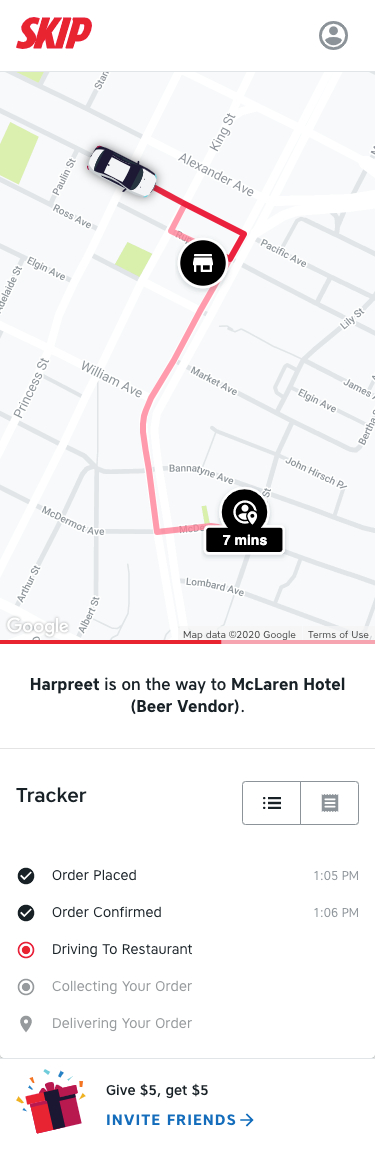 SKIP
Star
King St
Alexander Ave
Paulin St
Ross Ave
Pacific Ave
Elgin Ave
Adelaide St
Lily St
William Ave
Market Ave
Princess St
Elgin Ave
James A
Bertha S
Bannatyne Ave
John Hirsch Pl
St
McDermot Ave
McDe
7 mins
Arthur St
Albert St
Lombard Ave
Google
Map data ©2020 Google Terms of Use
Harpreet is on the way to McLaren Hotel
(Beer Vendor).
Tracker
Order Placed 1:05 PM
Order Confirmed 1:06 PM
Driving To Restaurant
Collecting Your Order
Delivering Your Order
Give $5, get $5
INVITE FRIENDS